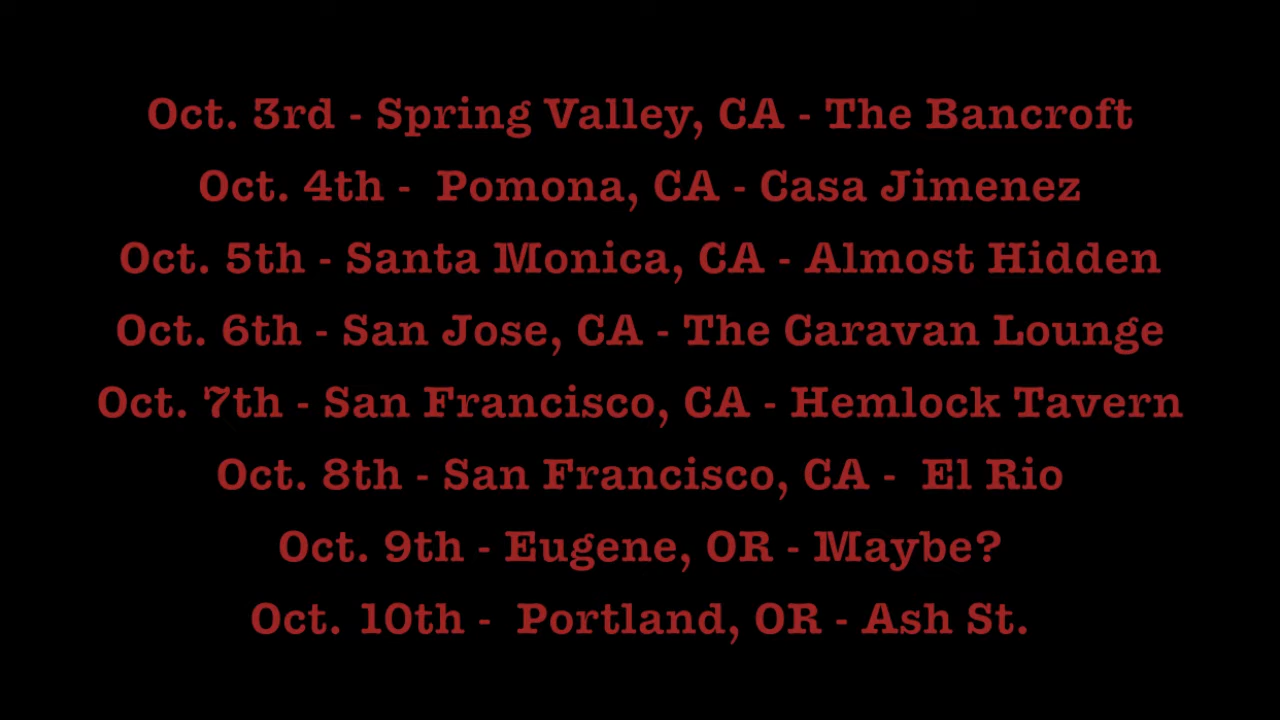 Oct. 3rd - Spring Valley, CA - The Bancroft
Oct. 4th -  Pomona, CA - Casa Jimenez
Oct. 5th - Santa Monica, CA - Almost Hidden
Oct. 6th - San Jose, CA - The Caravan Lounge
Oct. 7th - San Francisco, CA - Hemlock Tavern
Oct. 8th - San Francisco, CA -  El Rio
Oct. 9th - Eugene, OR - Maybe?
Oct. 10th -  Portland, OR - Ash St.